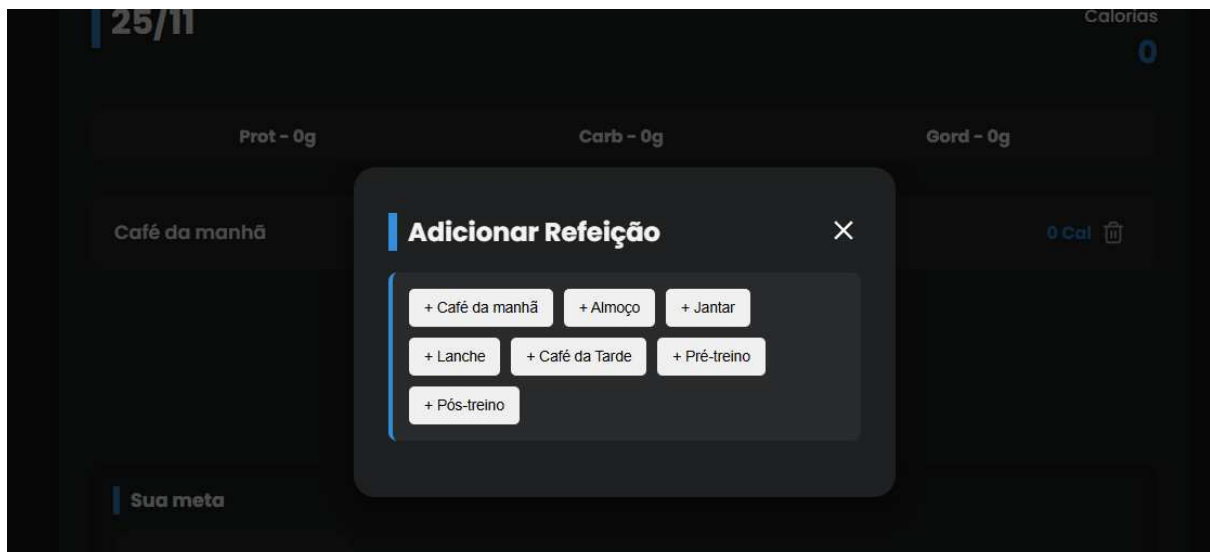 25/11
Calorias
0
Prot - 0g Carb - 0g Gord - 0g
Adicionar Refeição
Café da manhã 0 Cal
+ Café da manhã + Almoço + Jantar
+ Lanche + Café da Tarde + Pré-treino
+ Pós-treino
Sua meta